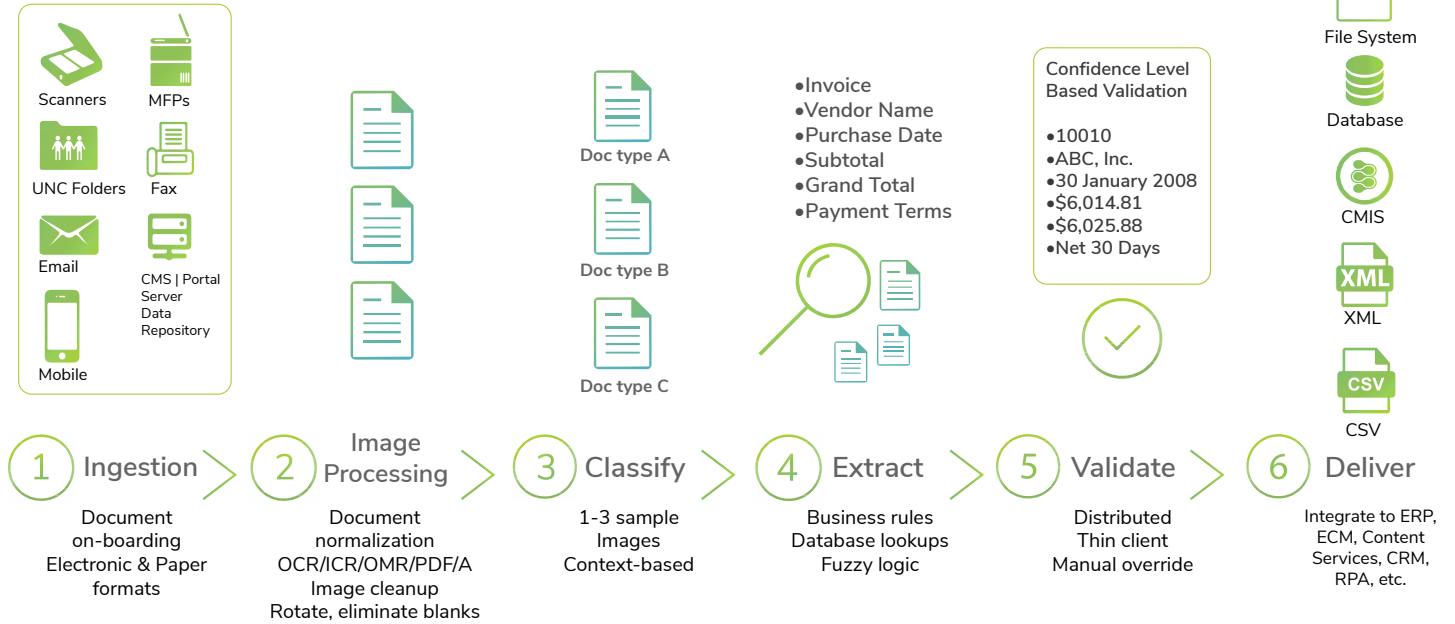 Scanners
MFPs
UNC Folders
Fax
Email
CMS | Portal
Server
Data
Repository
Mobile
Doc type A
Doc type B
Doc type C
•Invoice
•Vendor Name
•Purchase Date
•Subtotal
•Grand Total
•Payment Terms
Confidence Level
Based Validation
•10010
•ABC, Inc.
•30 January 2008
•$6,014.81
•$6,025.88
•Net 30 Days
File System
Database
CMIS
XML
XML
CSV
CSV
1 Ingestion
Document
on-boarding
Electronic & Paper
formats
2 Image
Processing
Document
normalization
OCR/ICR/OMR/PDF/A
Image cleanup
Rotate, eliminate blanks
3 Classify
1-3 sample
Images
Context-based
4 Extract
Business rules
Database lookups
Fuzzy logic
5 Validate
Distributed
Thin client
Manual override
6 Deliver
Integrate to ERP,
ECM, Content
Services, CRM,
RPA, etc.